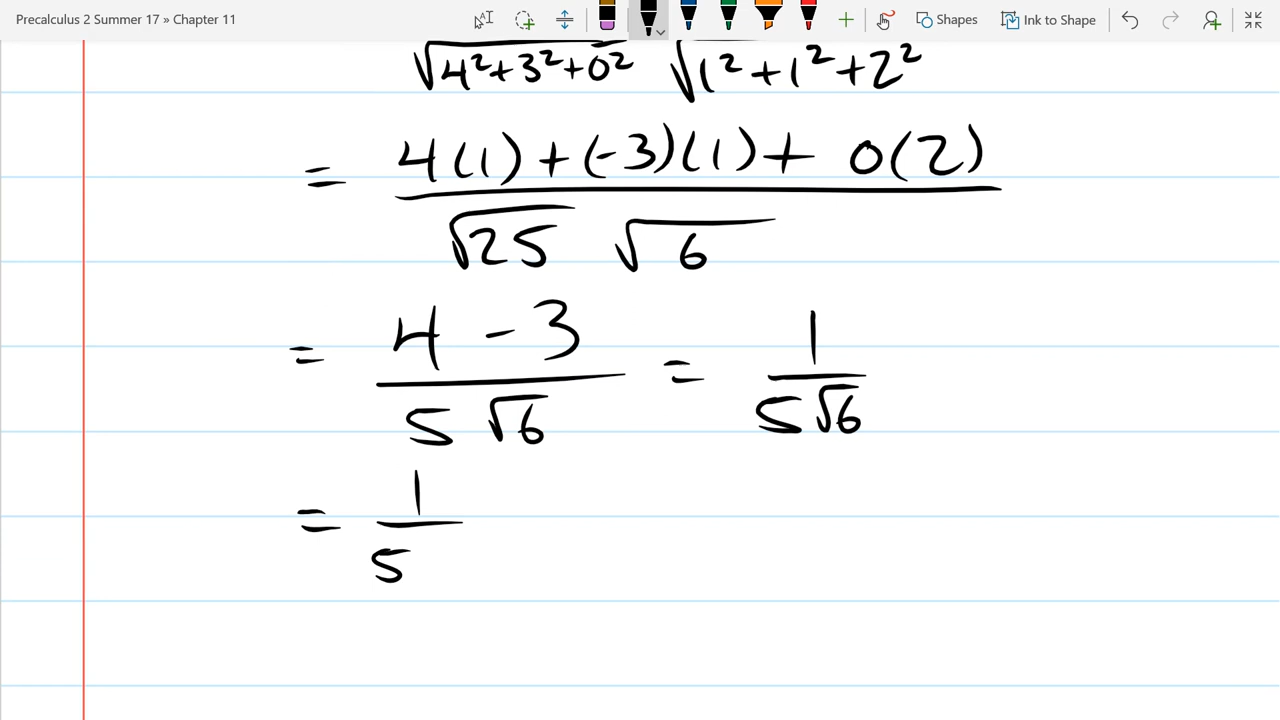 Precalculus 2 Summer 17 » Chapter 11
Shapes
Ink to Shape
√4²+3²+0² √1²+1²+2²
= 4(1)+(-3)(1)+ 0(2)
√25 √6
= 4 - 3 = 1
5 √6 5√6
= 1
5